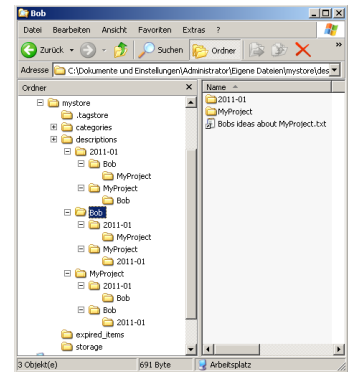 Bob
Datei Bearbeiten Ansicht Favoriten Extras ?
Zurück Suchen Ordner »
Adresse C:\Dokumente und Einstellungen\Administrator\Eigene Dateien\mystore\des
Ordner x Name
mystore
.tagstore
categories
descriptions
2011-01
Bob
MyProject
MyProject
Bob
Bob
2011-01
MyProject
MyProject
2011-01
MyProject
2011-01
Bob
Bob
2011-01
expired_items
storage
2011-01
MyProject
Bobs ideas about MyProject.txt
3 Objekt(e) 691 Byte Arbeitsplatz